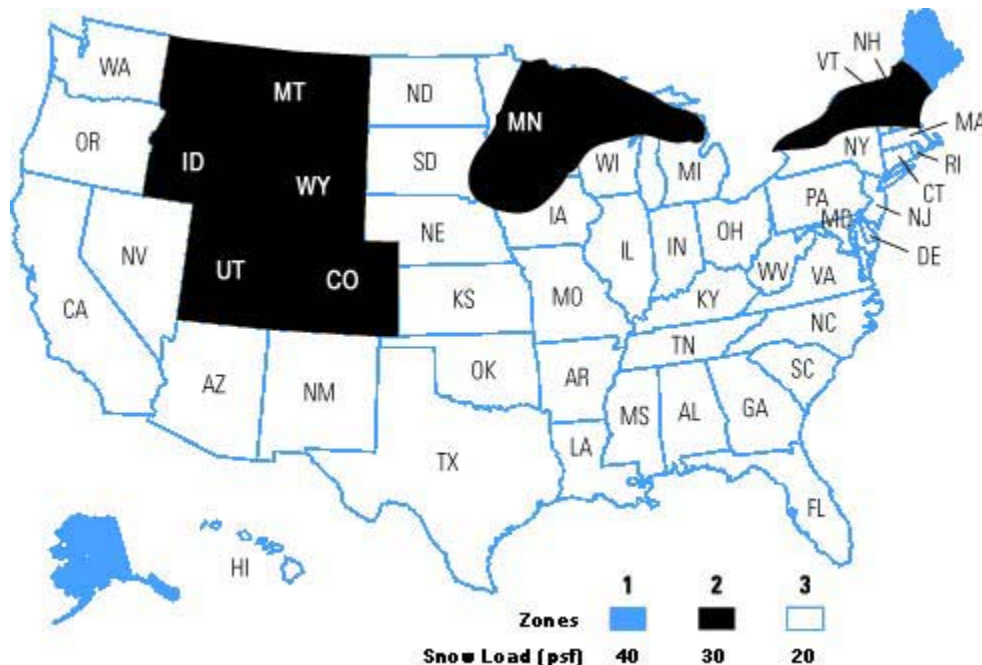 NH
VT
WA
MT
ND
MN
OR
ID
SD
WI
MI
NY
MA
RI
CT
WY
PA
NJ
IA
NE
OH
MD
DE
NV
UT
CO
IL
IN
WV
VA
CA
KS
MO
KY
NC
TN
AZ
NM
OK
AR
SC
MS
AL
GA
LA
TX
FL
HI
1 2 3
Zones
Snow Load (psf) 40 30 20